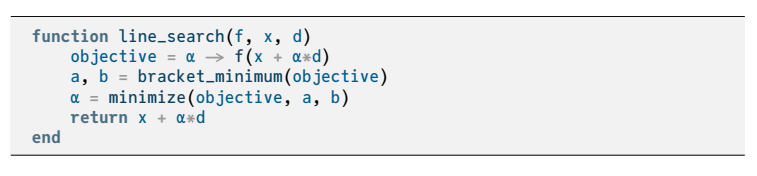 function line_search(f, x, d)
    objective = α -> f(x + α*d)
    a, b = bracket_minimum(objective)
    α = minimize(objective, a, b)
    return x + α*d
end